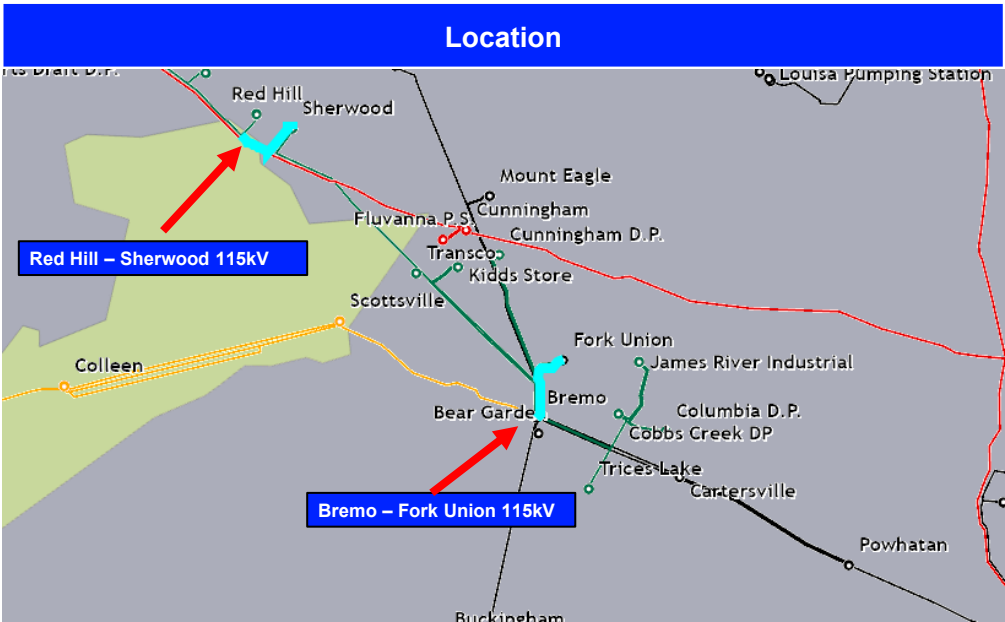 Location
rts Draft D.P.
Louisa Pumping Station
Red Hill
Sherwood
Mount Eagle
Cunningham
Fluvanna P.S.
Cunningham D.P.
Transco
Kidds Store
Red Hill – Sherwood 115kV
Scottsville
Fork Union
Colleen
James River Industrial
Bremo
Bear Garden
Columbia D.P.
Cobbs Creek DP
Trices Lake
Cartersville
Bremo – Fork Union 115kV
Powhatan
Buckingham